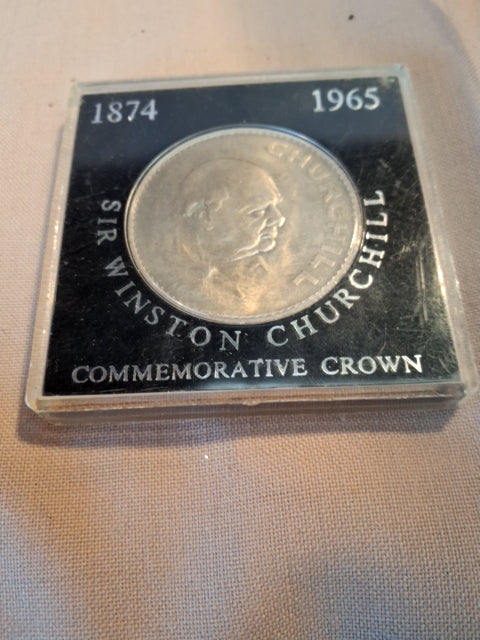 1874 1965
CHURCHILL
SIR WINSTON CHURCHILL
COMMEMORATIVE CROWN